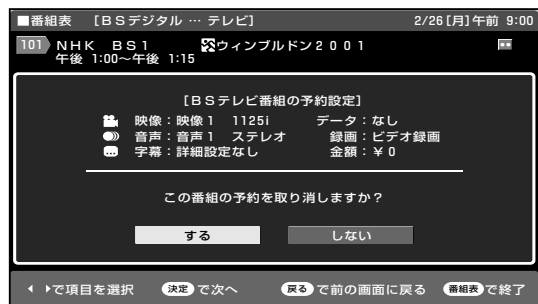 ■番組表 [BSデジタル … テレビ] 2/26[月]午前 9:00
101 NHK BS1 ウィンブルドン2001
午後 1:00〜午後 1:15
[BSテレビ番組の予約設定]
映像：映像1 1125i データ：なし
音声：音声1 ステレオ 録画：ビデオ録画
字幕：詳細設定なし 金額：￥0
この番組の予約を取り消しますか？
する しない
で項目を選択 決定 で次へ 戻る で前の画面に戻る 番組表 で終了